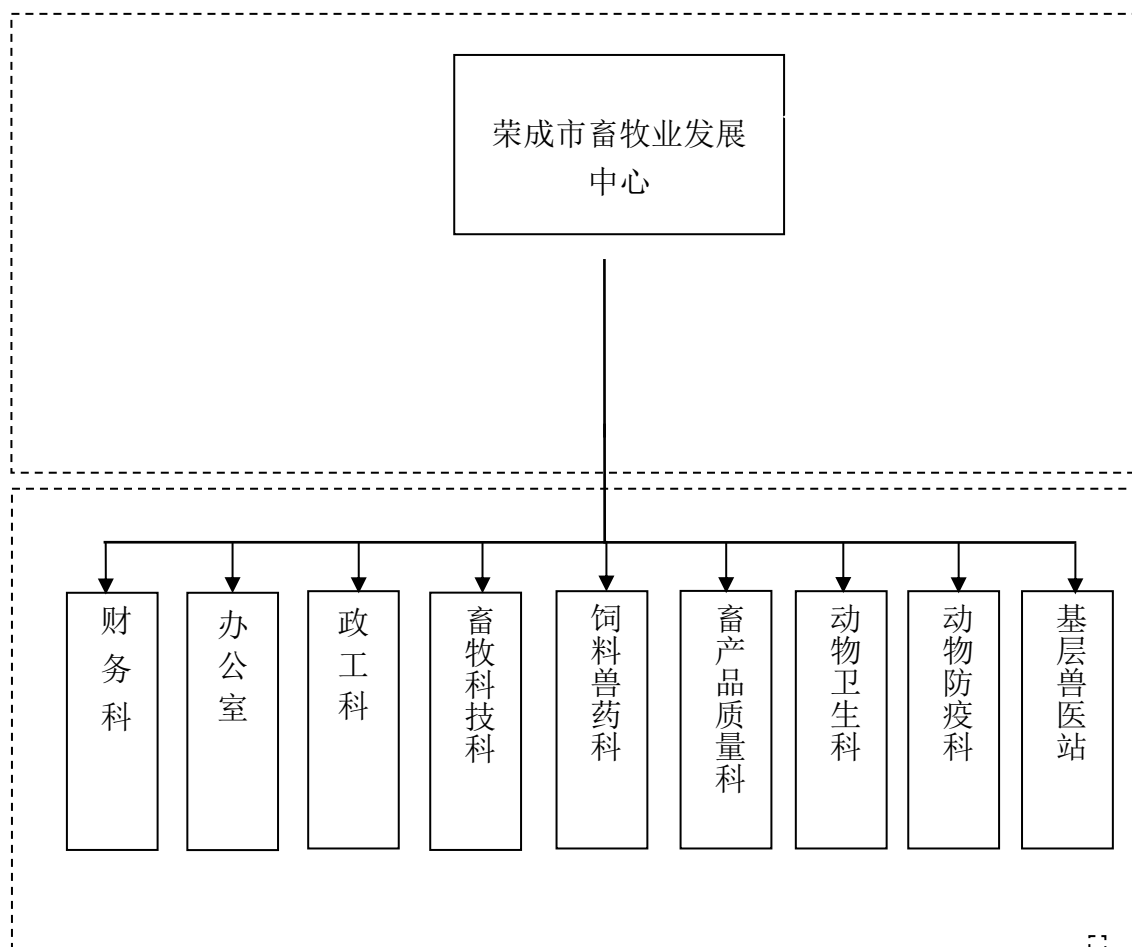 荣成市畜牧业发展
中心
财务科
办公室
政工科
畜牧科技科
饲料兽药科
畜产品质量科
动物卫生科
动物防疫科
基层兽医站